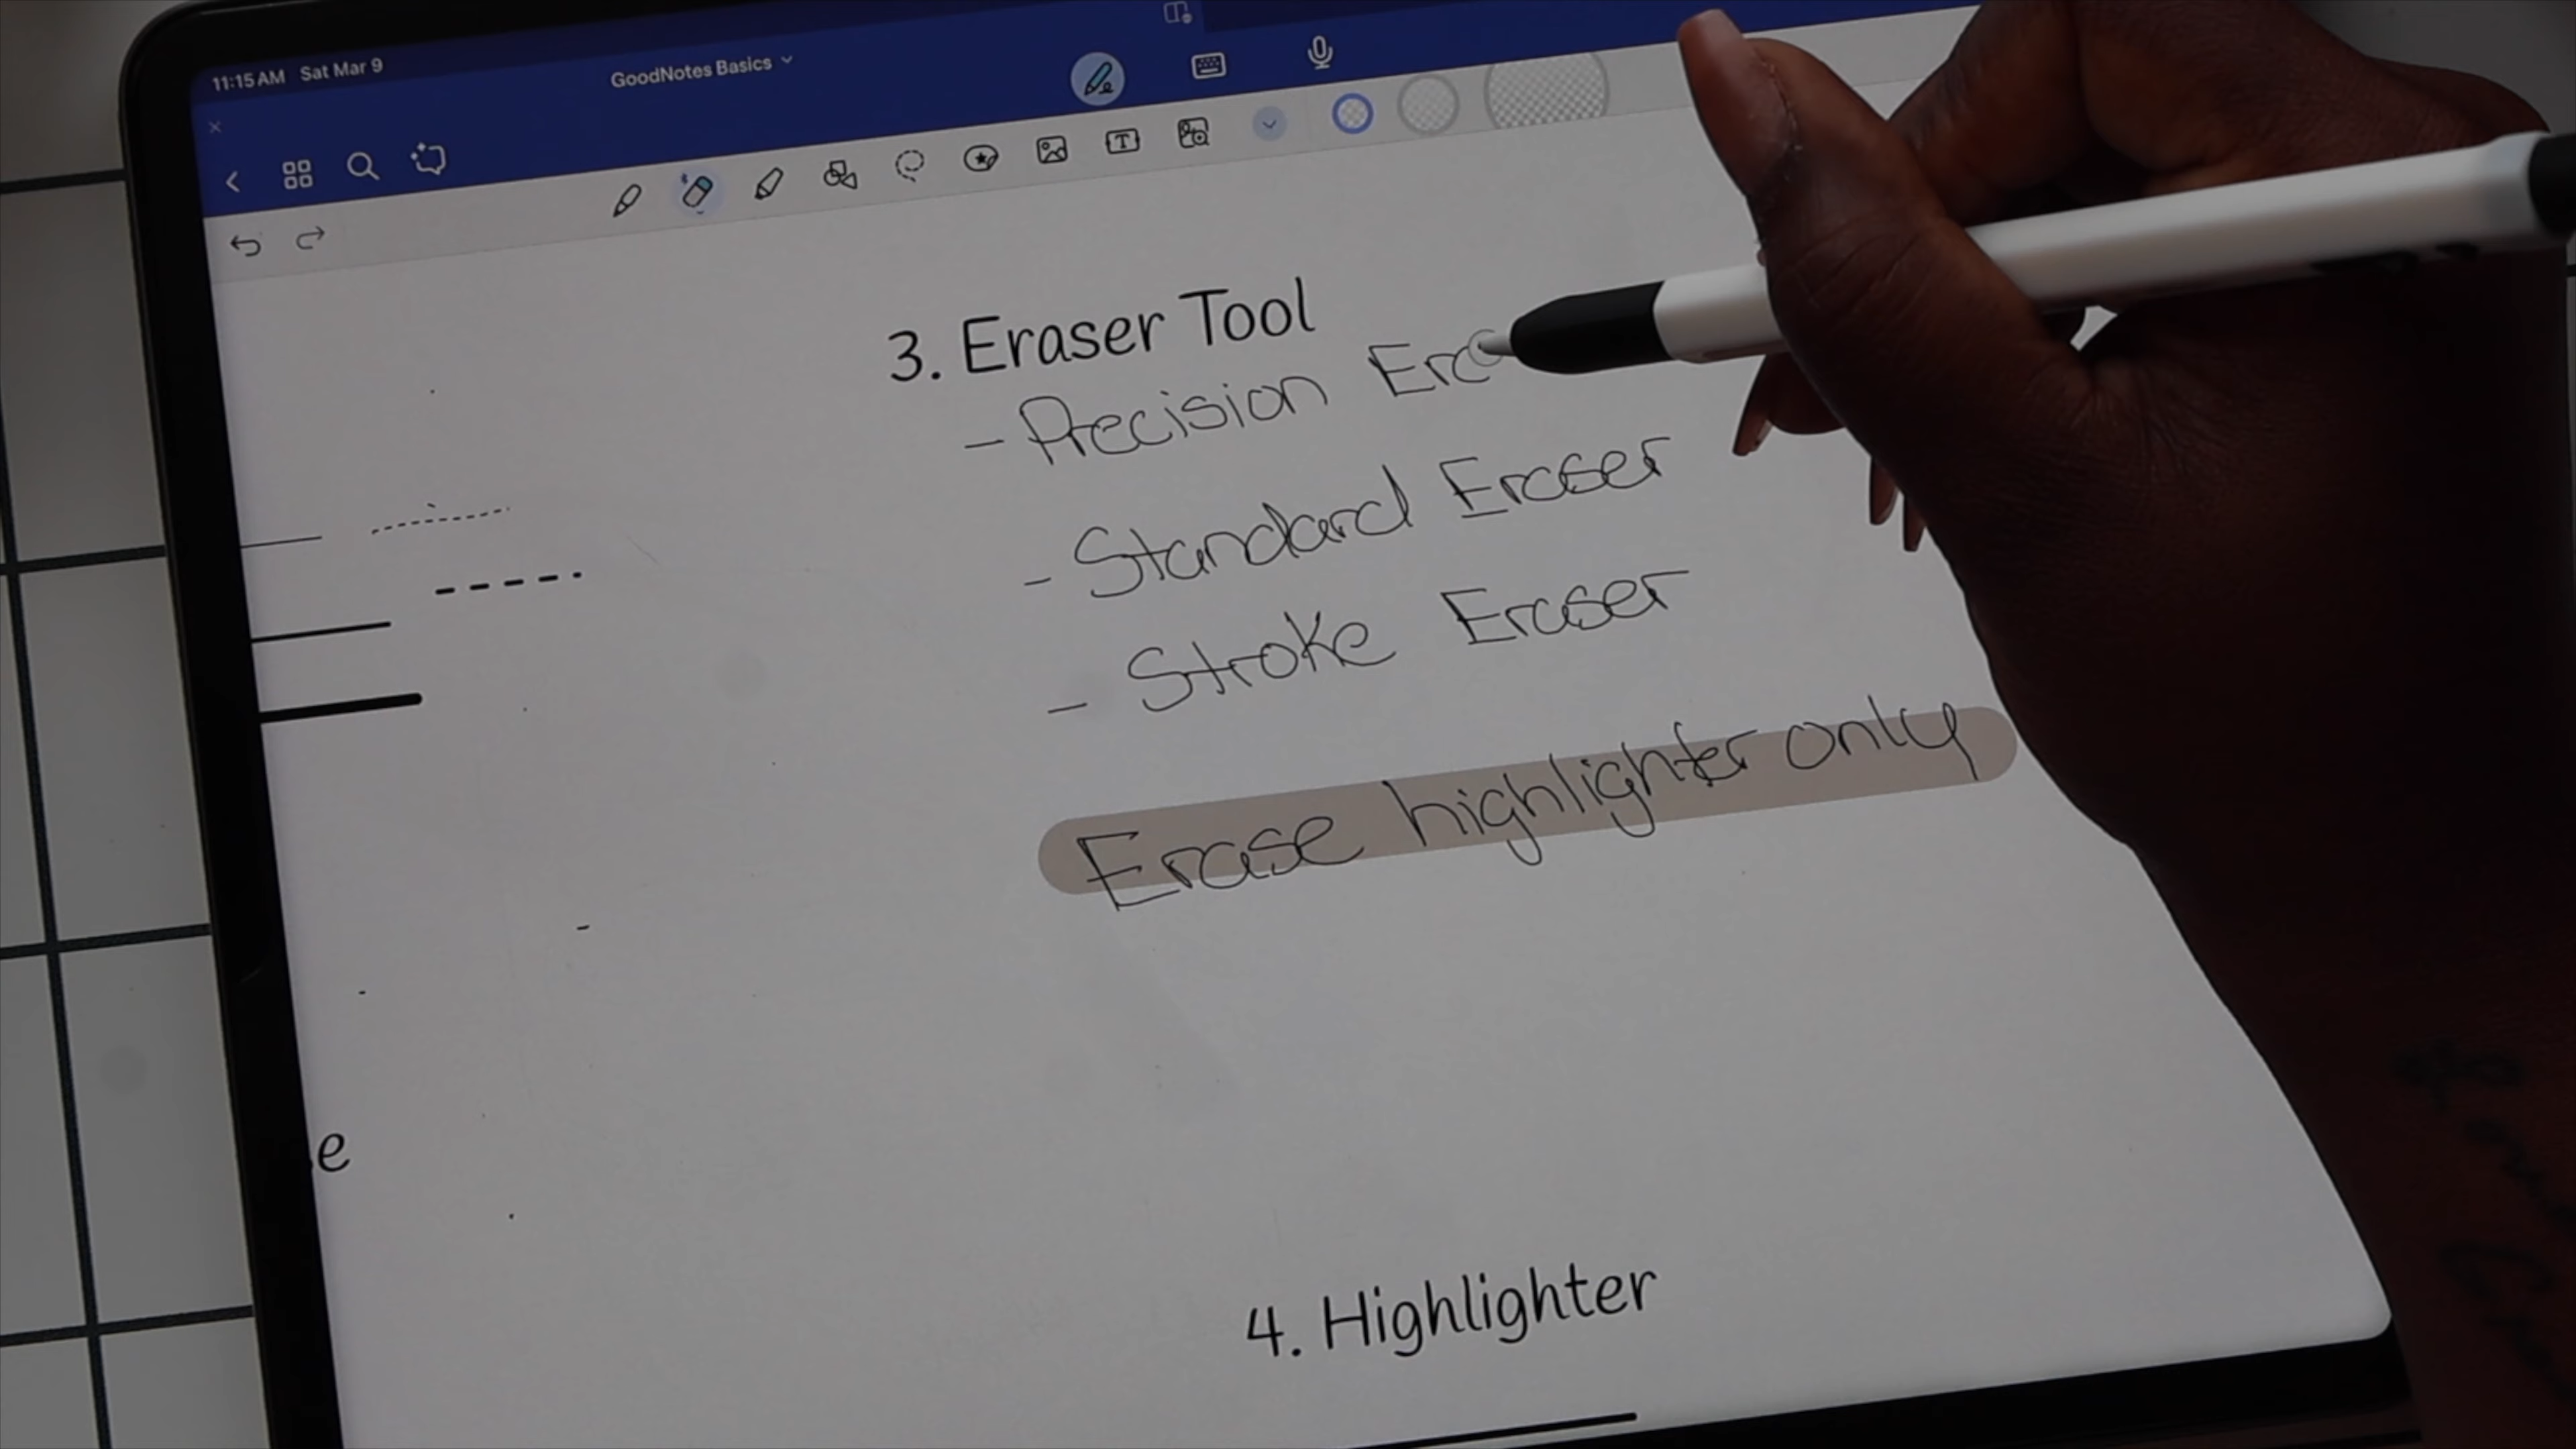 11:15 AM Sat Mar 9
GoodNotes Basics
3. Eraser Tool
- Precision Era
- Standard Eraser
- Stroke Eraser
Erase highlighter only
e
4. Highlighter